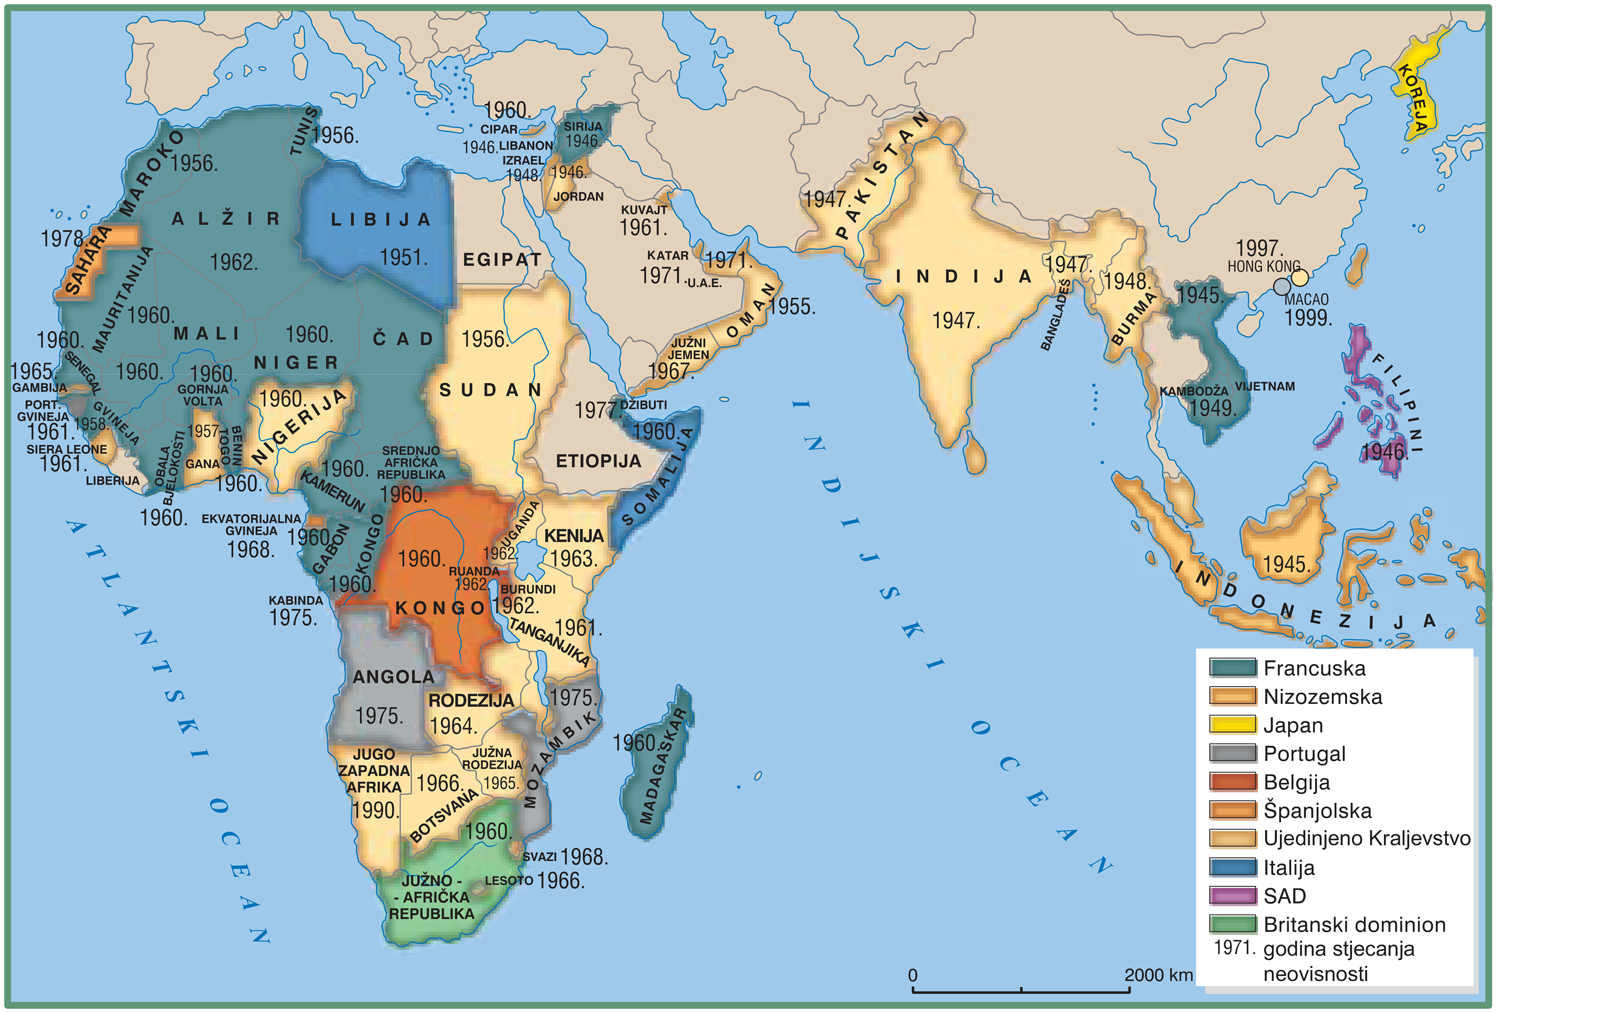 MAROKO
1956.
TUNIS
1956.
ALŽIR
1962.
LIBIJA
1951.
EGIPAT
1978.
SAHARA
MAURITANIJA
1960.
MALI
1960.
NIGER
1960.
ČAD
1960.
SUDAN
1956.
1960.
SENEGAL
1965.
GAMBIJA
PORT.
GVINEJA
1961.
GVINEJA
1958.
SIERA LEONE
1961.
LIBERIJA
OBALA
BJELOKOSTI
1960.
GORNJA
VOLTA
1960.
1957.
GANA
TOGO
BENIN
1960.
NIGERIJA
1960.
KAMERUN
1960.
SREDNJO
AFRIČKA
REPUBLIKA
1960.
EKVATORIJALNA
GVINEJA
1968.
GABON
1960.
KONGO
1960.
KABINDA
1975.
KONGO
1960.
UGANDA
1962.
RUANDA
1962.
BURUNDI
1962.
KENIJA
1963.
TANGANJIKA
1961.
ETIOPIJA
1977.
DŽIBUTI
1960.
SOMALIJA
ANGOLA
1975.
RODEZIJA
1964.
JUŽNA
RODEZIJA
1965.
1975.
MOZAMBIK
JUGO
ZAPADNA
AFRIKA
1990.
1966.
BOTSVANA
1960.
JUŽNO -
- AFRIČKA
REPUBLIKA
SVAZI 1968.
LESOTO 1966.
1960.
MADAGASKAR
1960.
CIPAR
SIRIJA
1946.
1946. LIBANON
IZRAEL
1948.
1946.
JORDAN
KUVAJT
1961.
KATAR
1971.
1971.
U.A.E.
OMAN
1955.
JUŽNI
JEMEN
1967.
PAKISTAN
1947.
INDIJA
1947.
1947.
BANGLADEŠ
1948.
BURMA
1945.
VIJETNAM
KAMBODŽA
1949.
1997.
HONG KONG
MACAO
1999.
KOREJA
FILIPINI
1946.
1945.
INDONEZIJA
ATLANTSKI OCEAN
INDIJSKI OCEAN
Francuska
Nizozemska
Japan
Portugal
Belgija
Španjolska
Ujedinjeno Kraljevstvo
Italija
SAD
Britanski dominion
1971. godina stjecanja
neovisnosti
0 2000 km